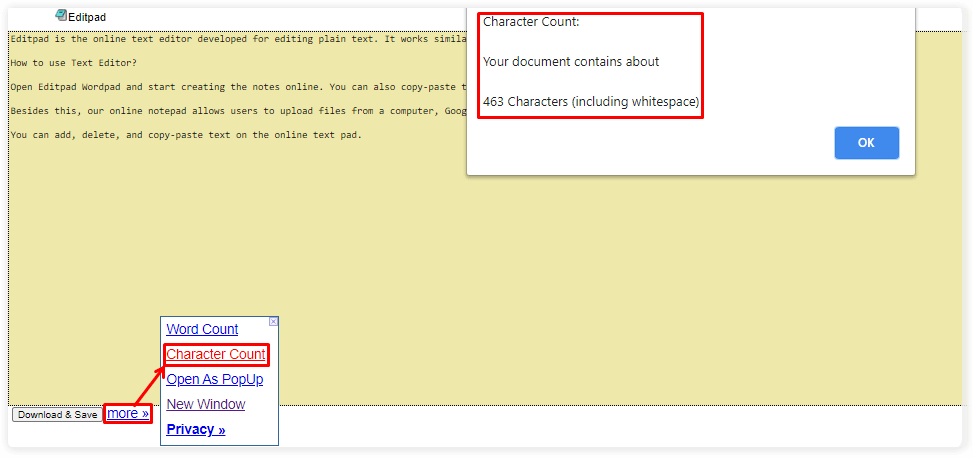 Editpad
Editpad is the online text editor developed for editing plain text. It works
How to use Text Editor?
Open Editpad Wordpad and start creating the notes online. You can also copy-paste
Besides this, our online notepad allows users to upload files from a computer,
You can add, delete, and copy-paste text on the online text pad.
Character Count:
Your document contains about
463 Characters (including whitespace)
OK
Word Count
Character Count
Open As PopUp
New Window
Privacy »
Download & Save more »